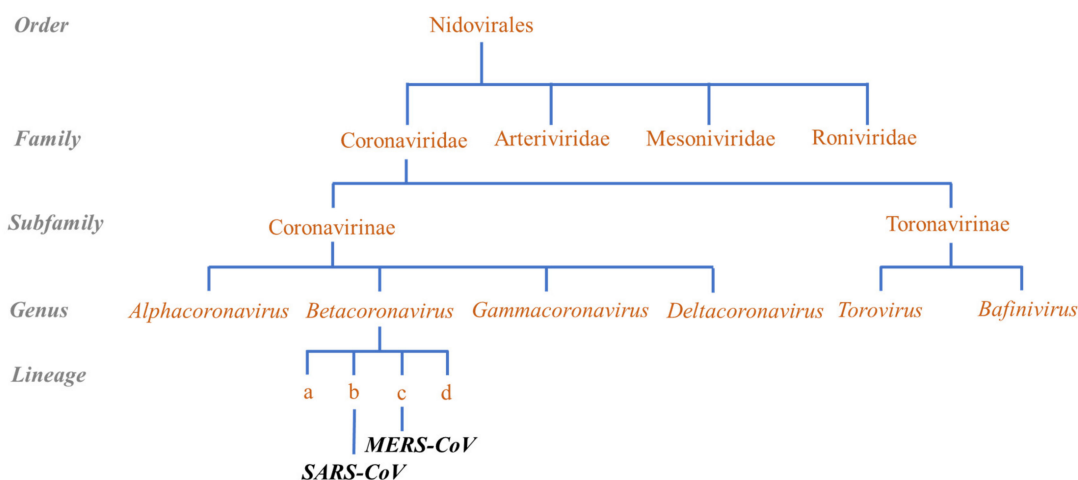 Order Nidovirales
Family Coronaviridae Arteriviridae Mesoniviridae Roniviridae
Subfamily Coronavirinae Toronavirinae
Genus Alphacoronavirus Betacoronavirus Gammacoronavirus Deltacoronavirus Torovirus Bafinivirus
Lineage
a b c d
MERS-CoV
SARS-CoV